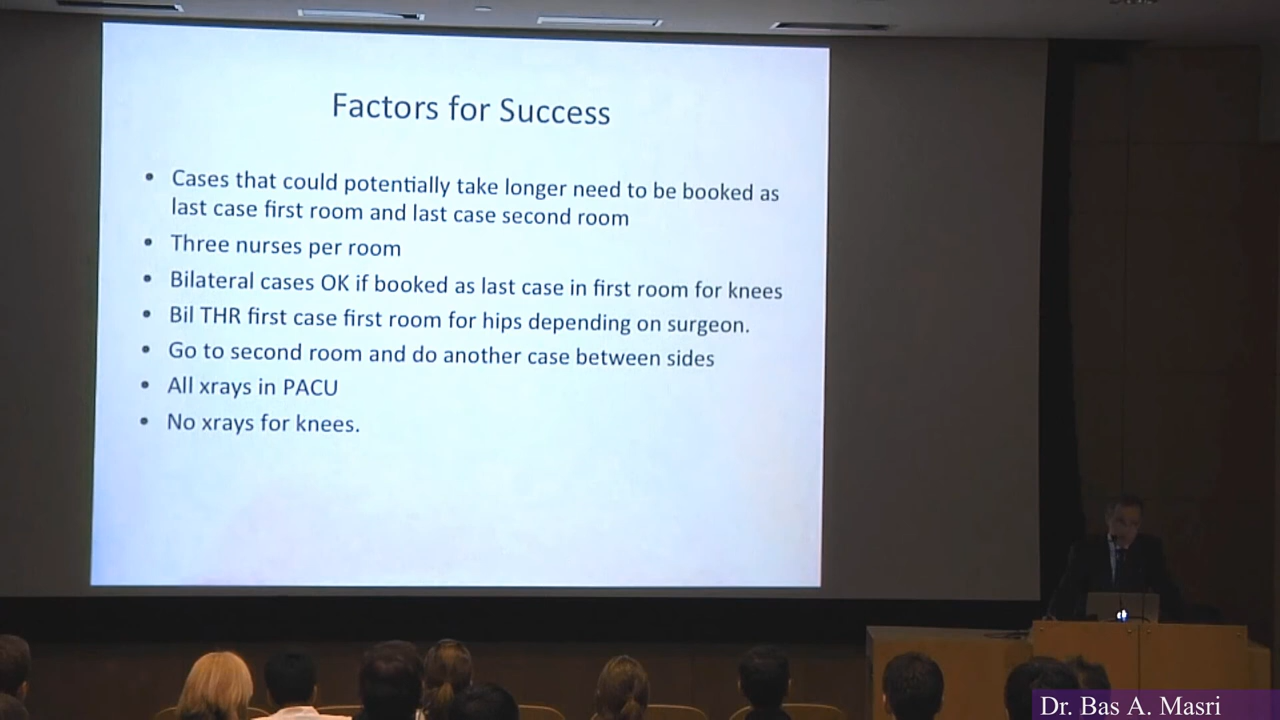 Factors for Success
• Cases that could potentially take longer need to be booked as
last case first room and last case second room
• Three nurses per room
• Bilateral cases OK if booked as last case in first room for knees
• Bil THR first case first room for hips depending on surgeon.
• Go to second room and do another case between sides
• All xrays in PACU
• No xrays for knees.
Dr. Bas A. Masri